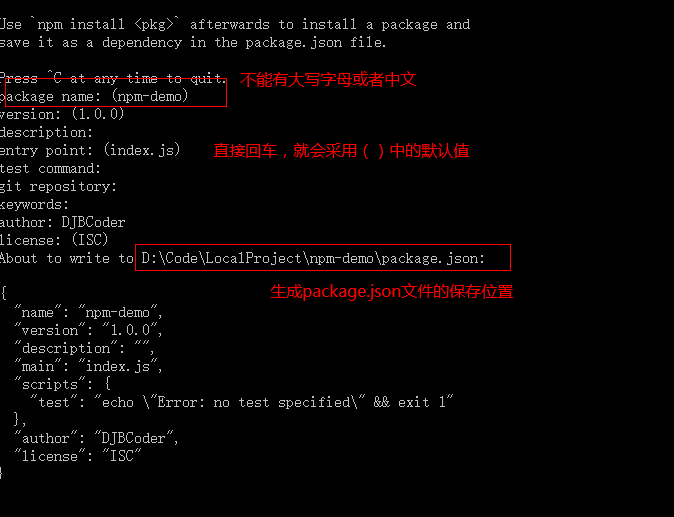 Use `npm install <pkg>` afterwards to install a package and
save it as a dependency in the package.json file.
Press ^C at any time to quit.
不能有大写字母或者中文
package name: (npm-demo)
version: (1.0.0)
description:
entry point: (index.js)
直接回车，就会采用（ ）中的默认值
test command:
git repository:
keywords:
author: DJBCoder
license: (ISC)
About to write to D:\Code\LocalProject\npm-demo\package.json:
生成package.json文件的保存位置
{
  "name": "npm-demo",
  "version": "1.0.0",
  "description": "",
  "main": "index.js",
  "scripts": {
    "test": "echo \"Error: no test specified\" && exit 1"
  },
  "author": "DJBCoder",
  "license": "ISC"
}